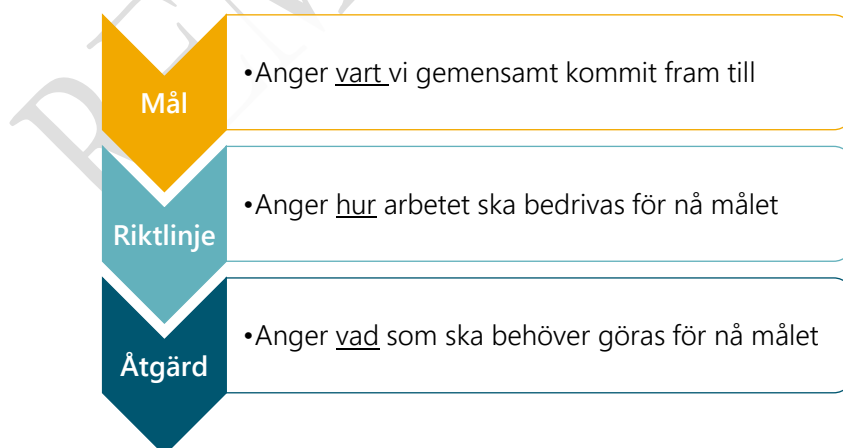 Mål
•Anger vart vi gemensamt kommit fram till
Riktlinje
•Anger hur arbetet ska bedrivas för nå målet
Åtgärd
•Anger vad som ska behöver göras för nå målet